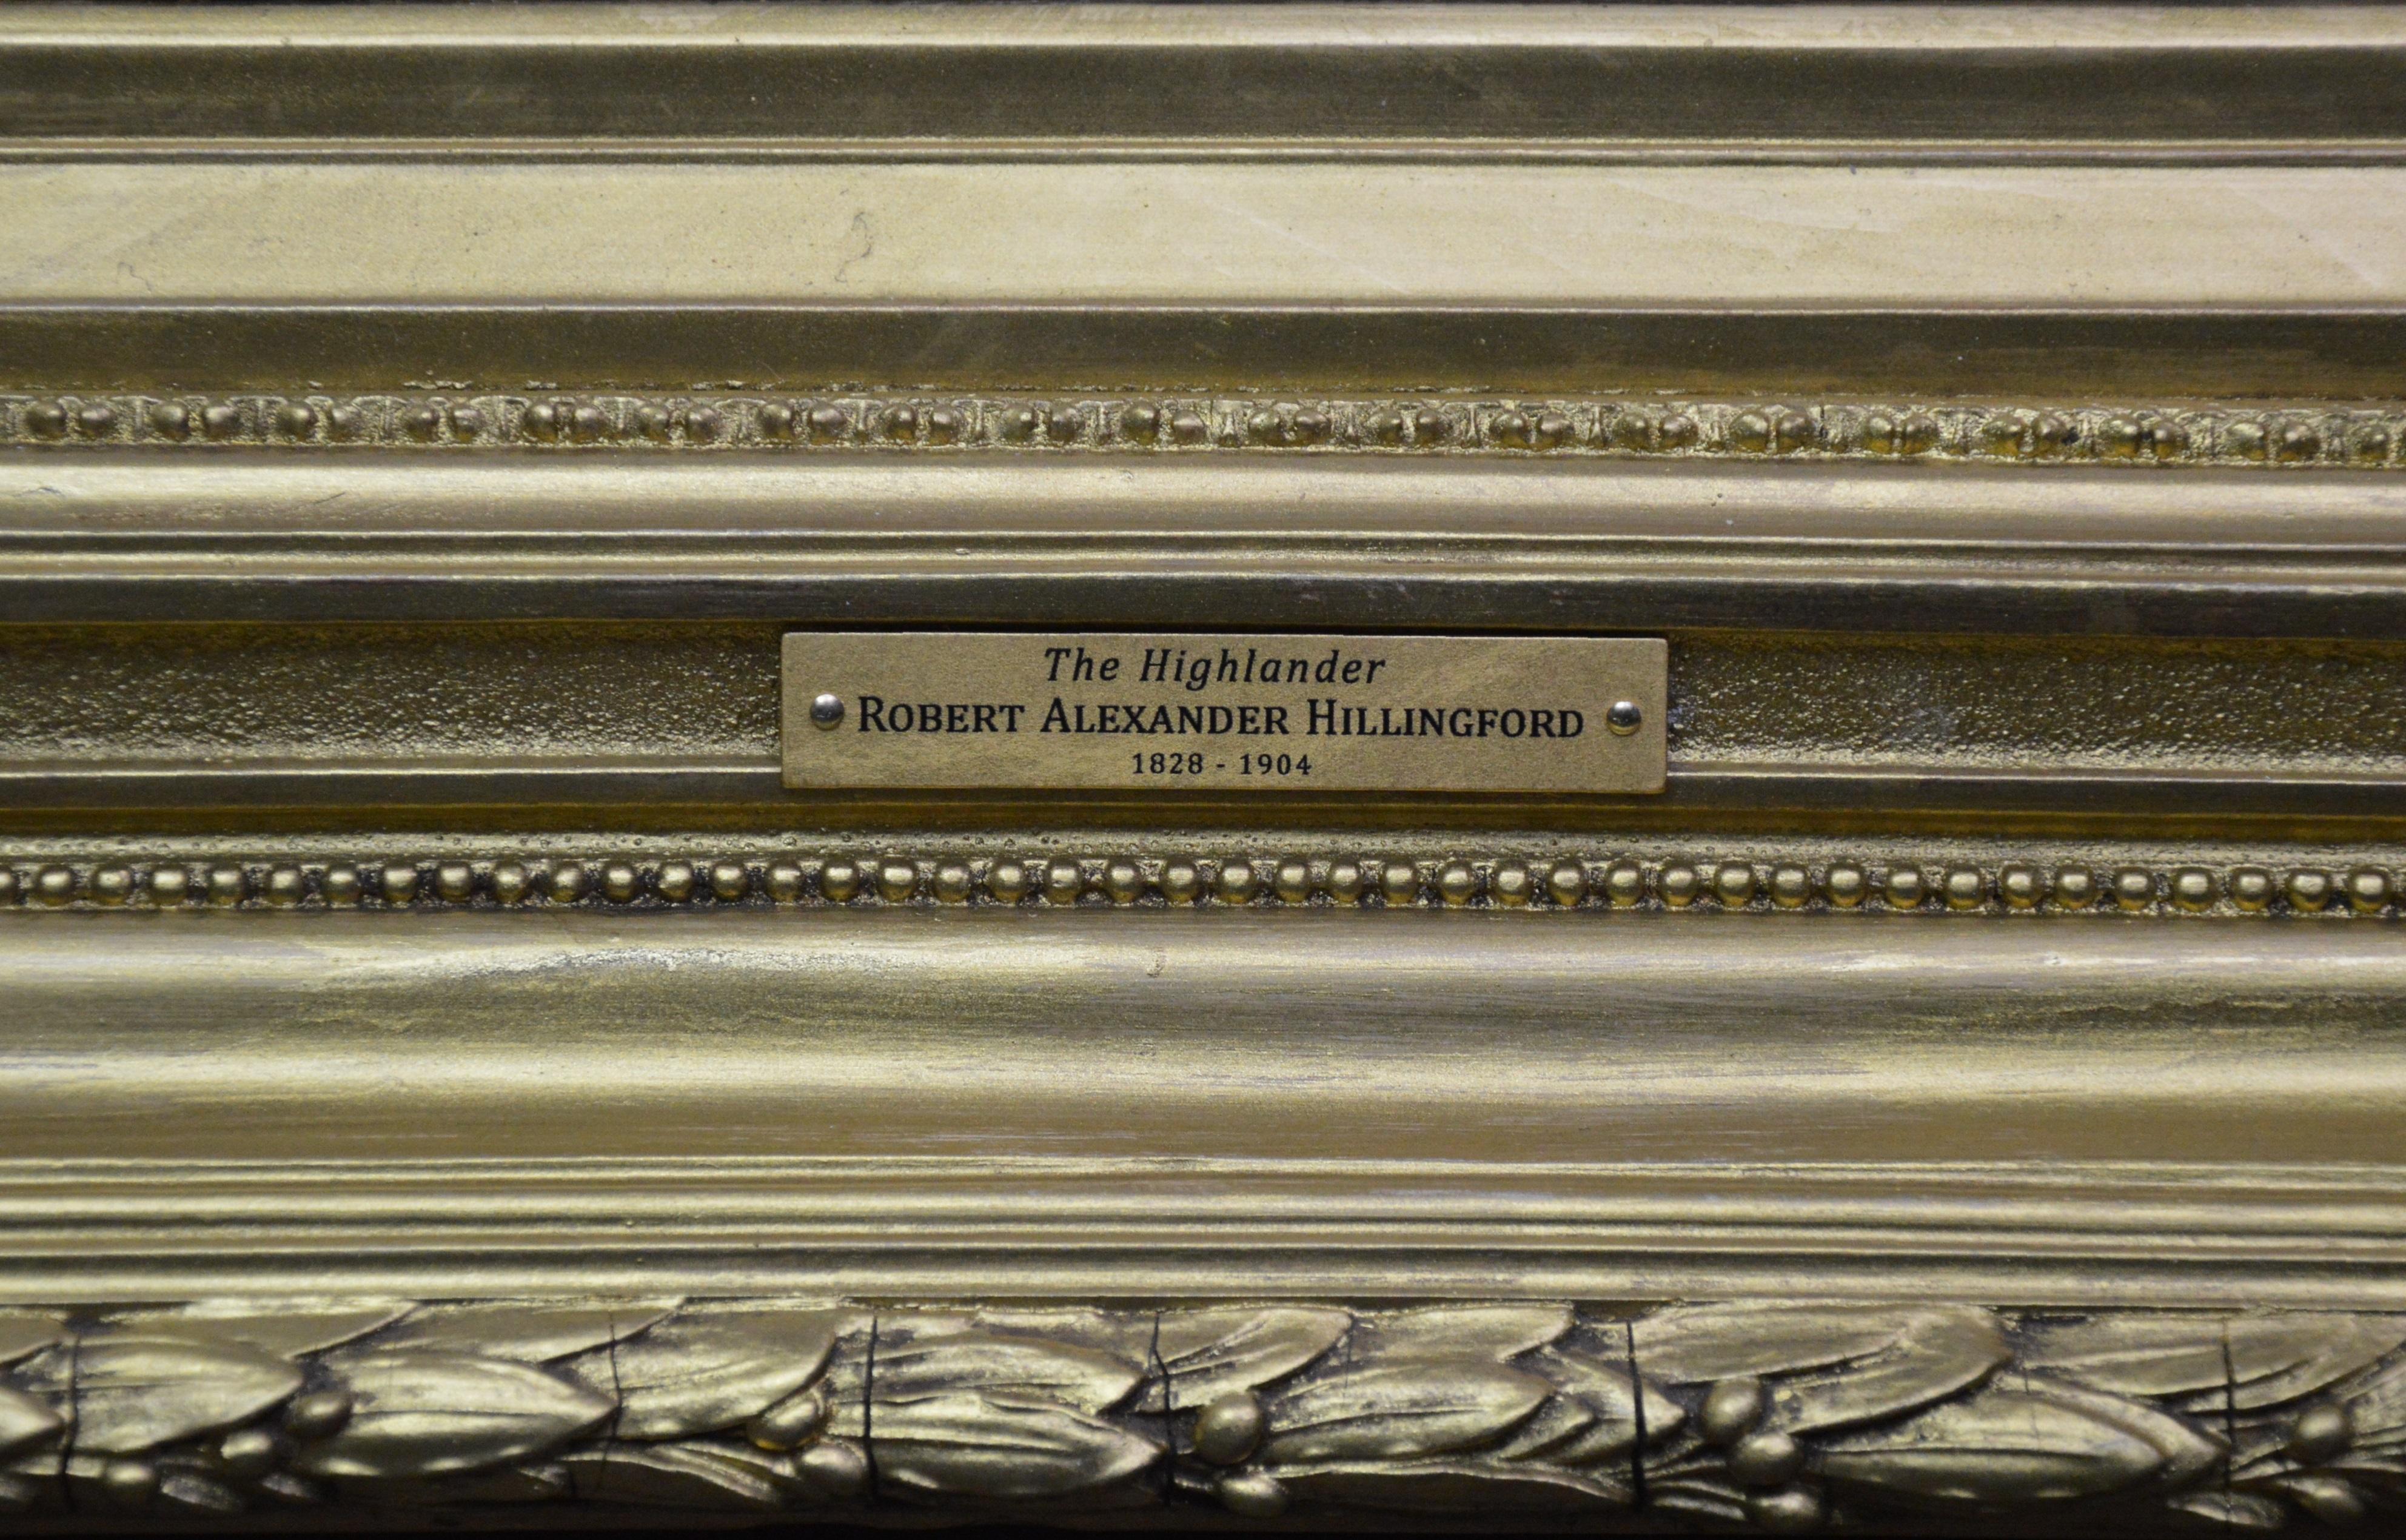 The Highlander
ROBERT ALEXANDER HILLINGFORD
1828 - 1904